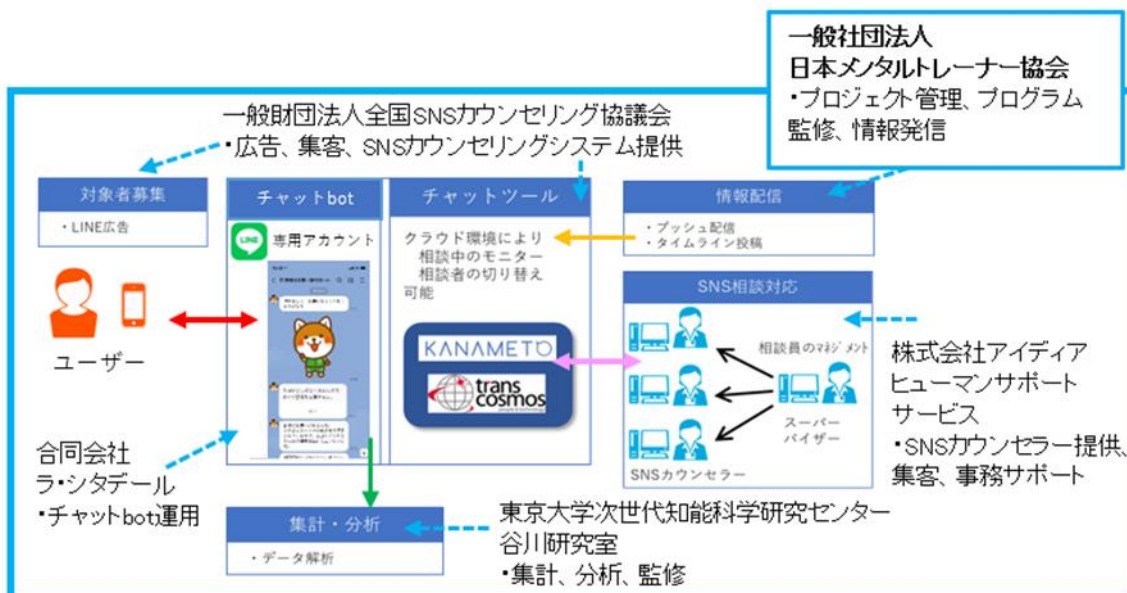 一般社団法人
日本メンタルトレーナー協会
・プロジェクト管理、プログラム
監修、情報発信
一般財団法人全国SNSカウンセリング協議会
・広告、集客、SNSカウンセリングシステム提供
対象者募集
・LINE広告
ユーザー
チャットbot
LINE
専用アカウント
チャットツール
クラウド環境により
相談中のモニター
相談者の切り替え
可能
KANAMETO
trans
cosmos
情報配信
・プッシュ配信
・タイムライン投稿
SNS相談対応
相談員のマネジメント
スーパー
バイザー
SNSカウンセラー
株式会社アイディア
ヒューマンサポート
サービス
・SNSカウンセラー提供、
集客、事務サポート
合同会社
ラ・シタデール
・チャットbot運用
集計・分析
・データ解析
東京大学次世代知能科学研究センター
谷川研究室
・集計、分析、監修